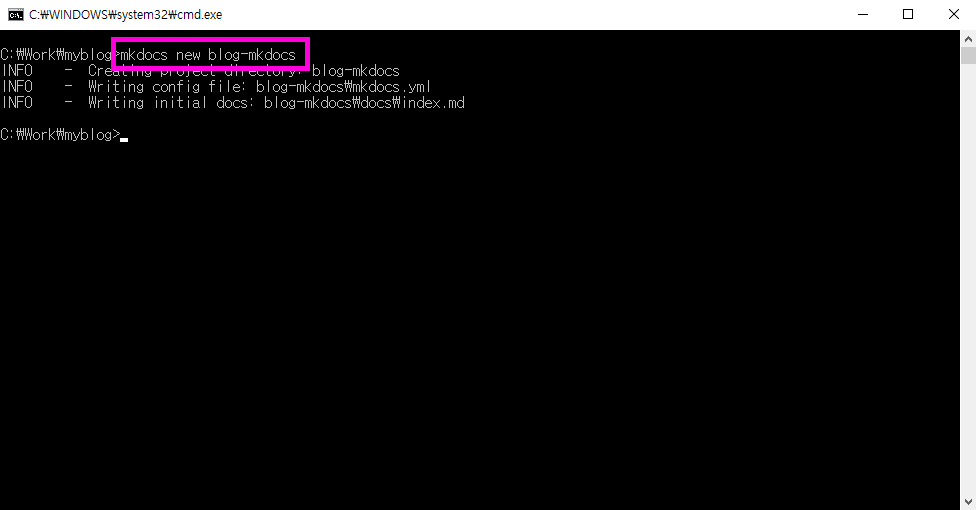 C:₩WINDOWS₩system32₩cmd.exe
C:₩Work₩myblog>mkdocs new blog-mkdocs
INFO    -  Creating project directory: blog-mkdocs
INFO    -  Writing config file: blog-mkdocs₩mkdocs.yml
INFO    -  Writing initial docs: blog-mkdocs₩docs₩index.md
C:₩Work₩myblog>